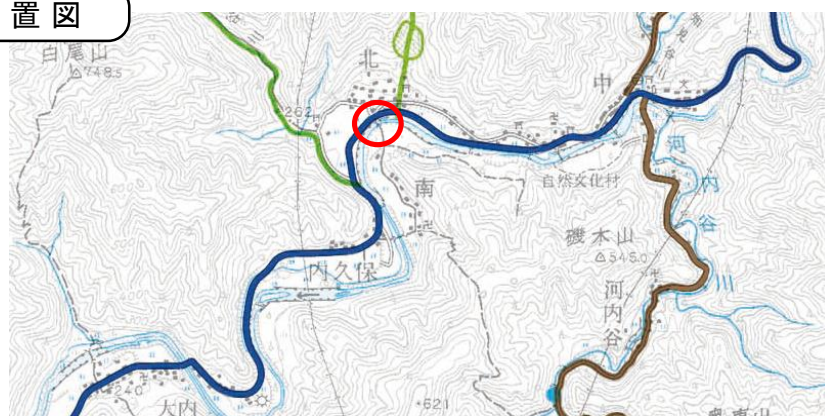 置図
白尾山
△748.5
北
中
262
河内谷川
自然文化村
南
磯木山
△545.0
内久保
河内谷
240
大内
・621